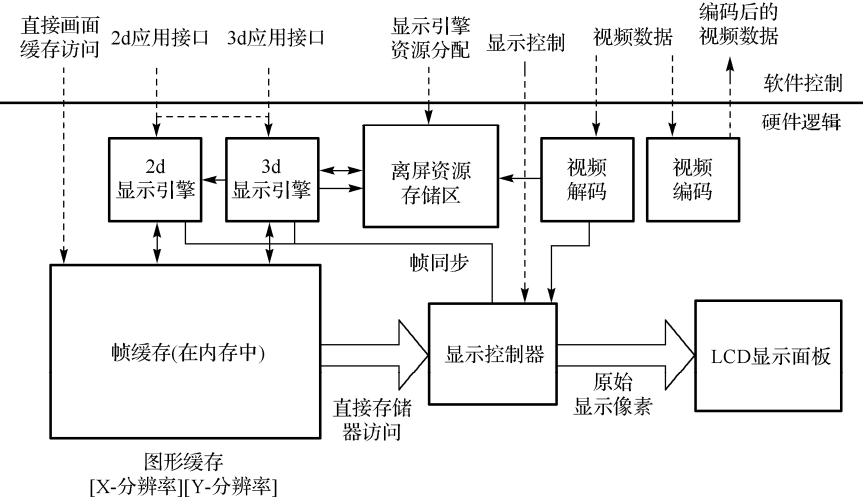 直接画面
缓存访问
2d应用接口
3d应用接口
显示引擎
资源分配
显示控制
视频数据
编码后的
视频数据
软件控制
硬件逻辑
2d
显示引擎
3d
显示引擎
离屏资源
存储区
视频
解码
视频
编码
帧同步
帧缓存(在内存中)
直接存储
器访问
显示控制器
原始
显示像素
LCD显示面板
图形缓存
[X-分辨率][Y-分辨率]